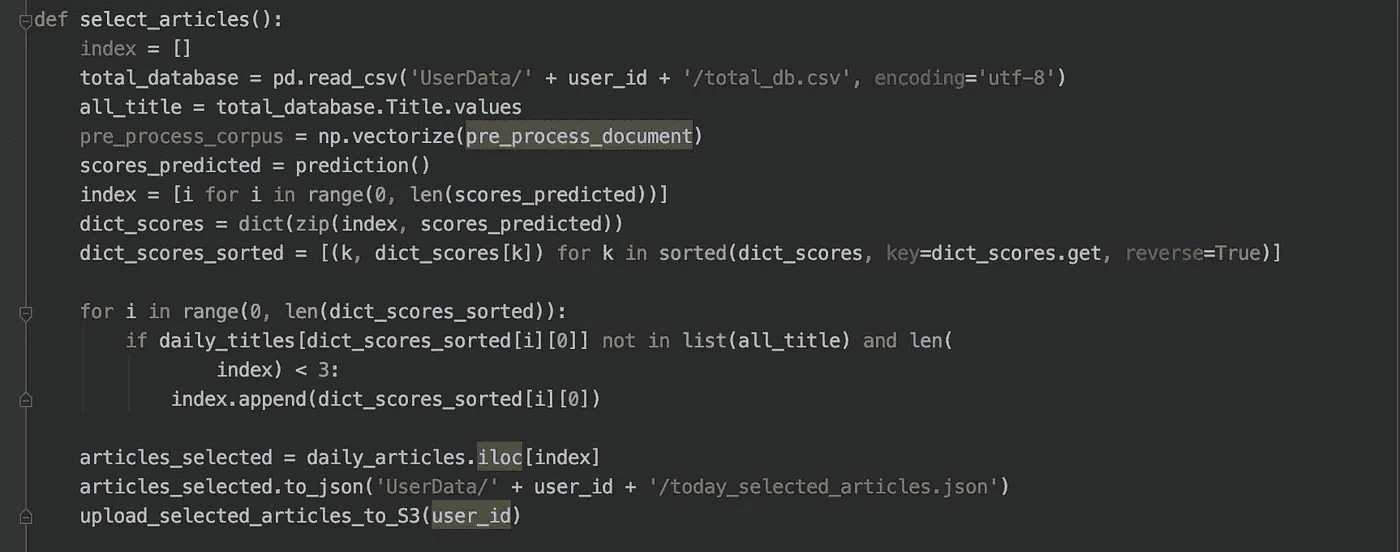 def select_articles():
    index = []
    total_database = pd.read_csv('UserData/' + user_id + '/total_db.csv', encoding='utf-8')
    all_title = total_database.Title.values
    pre_process_corpus = np.vectorize(pre_process_document)
    scores_predicted = prediction()
    index = [i for i in range(0, len(scores_predicted))]
    dict_scores = dict(zip(index, scores_predicted))
    dict_scores_sorted = [(k, dict_scores[k]) for k in sorted(dict_scores, key=dict_scores.get, reverse=True)]

    for i in range(0, len(dict_scores_sorted)):
        if daily_titles[dict_scores_sorted[i][0]] not in list(all_title) and len(
                index) < 3:
            index.append(dict_scores_sorted[i][0])

    articles_selected = daily_articles.iloc[index]
    articles_selected.to_json('UserData/' + user_id + '/today_selected_articles.json')
    upload_selected_articles_to_S3(user_id)